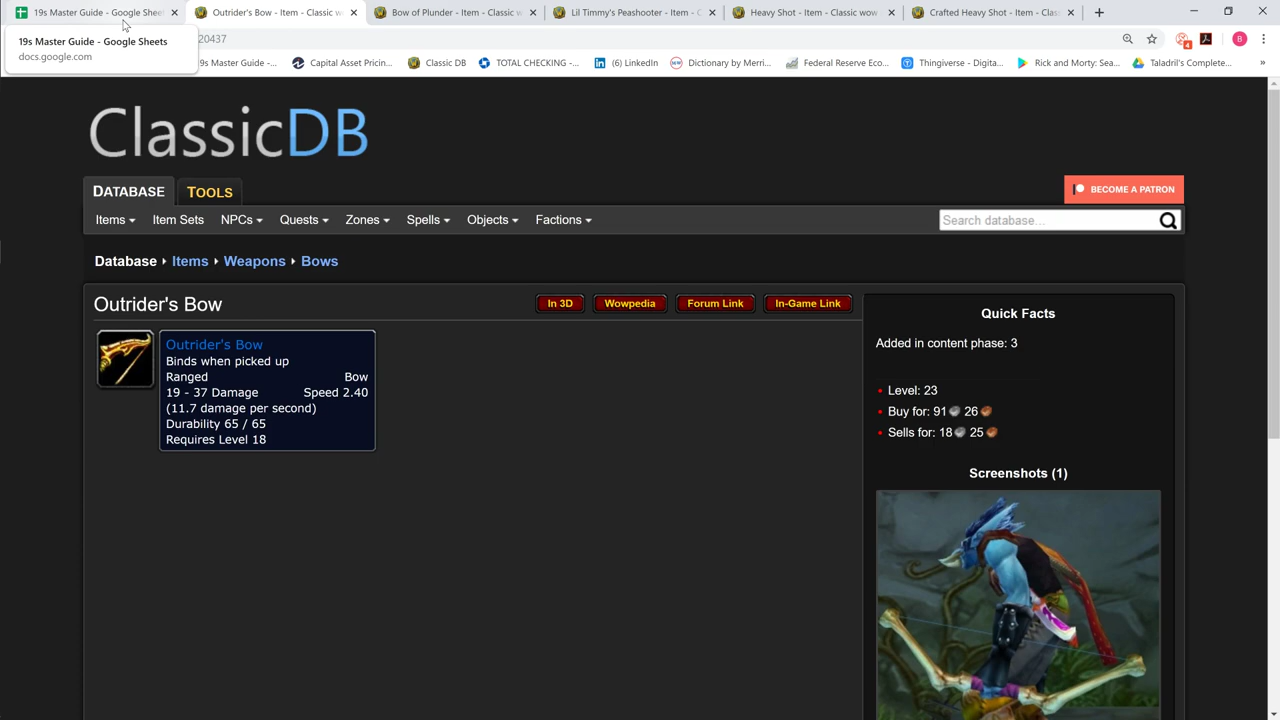 19s Master Guide - Google Sheet
Outrider's Bow - Item - Classic w
Bow of Plunder - Item - Classic w
Lil Timmy's Peashooter - Item - C
Heavy Shot - Item - Classic wow
Crafted Heavy Shot - Item - Clas
19s Master Guide - Google Sheets
docs.google.com
20437
4
B
9s Master Guide -...
Capital Asset Pricin...
Classic DB
TOTAL CHECKING -...
(6) LinkedIn
Dictionary by Merri...
Federal Reserve Eco...
Thingiverse - Digita...
Rick and Morty: Sea...
Taladril's Complete...
»
ClassicDB
DATABASE
TOOLS
BECOME A PATRON
Items
Item Sets
NPCs
Quests
Zones
Spells
Objects
Factions
Search database...
Database
Items
Weapons
Bows
Outrider's Bow
In 3D
Wowpedia
Forum Link
In-Game Link
Outrider's Bow
Binds when picked up
Ranged Bow
19 - 37 Damage Speed 2.40
(11.7 damage per second)
Durability 65 / 65
Requires Level 18
Quick Facts
Added in content phase: 3
Level: 23
Buy for: 91 26
Sells for: 18 25
Screenshots (1)